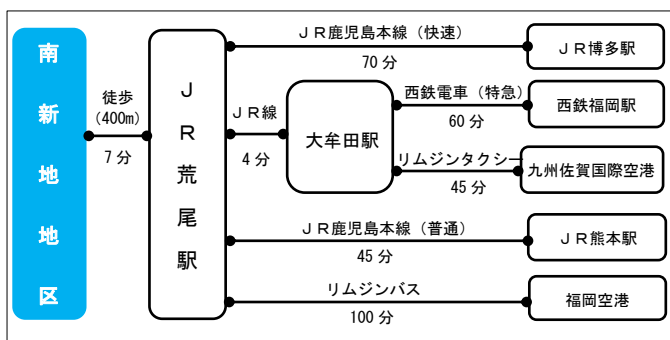 南新地地区
徒歩
(400m)
7分
ＪＲ荒尾駅
ＪＲ鹿児島本線（快速）
70分
ＪＲ博多駅
ＪＲ線
4分
大牟田駅
西鉄電車（特急）
60分
西鉄福岡駅
リムジンタクシー
45分
九州佐賀国際空港
ＪＲ鹿児島本線（普通）
45分
ＪＲ熊本駅
リムジンバス
100分
福岡空港